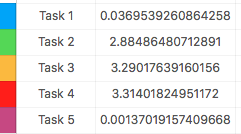 Task 1 0.0369539260864258
Task 2 2.88486480712891
Task 3 3.29017639160156
Task 4 3.31401824951172
Task 5 0.00137019157409668